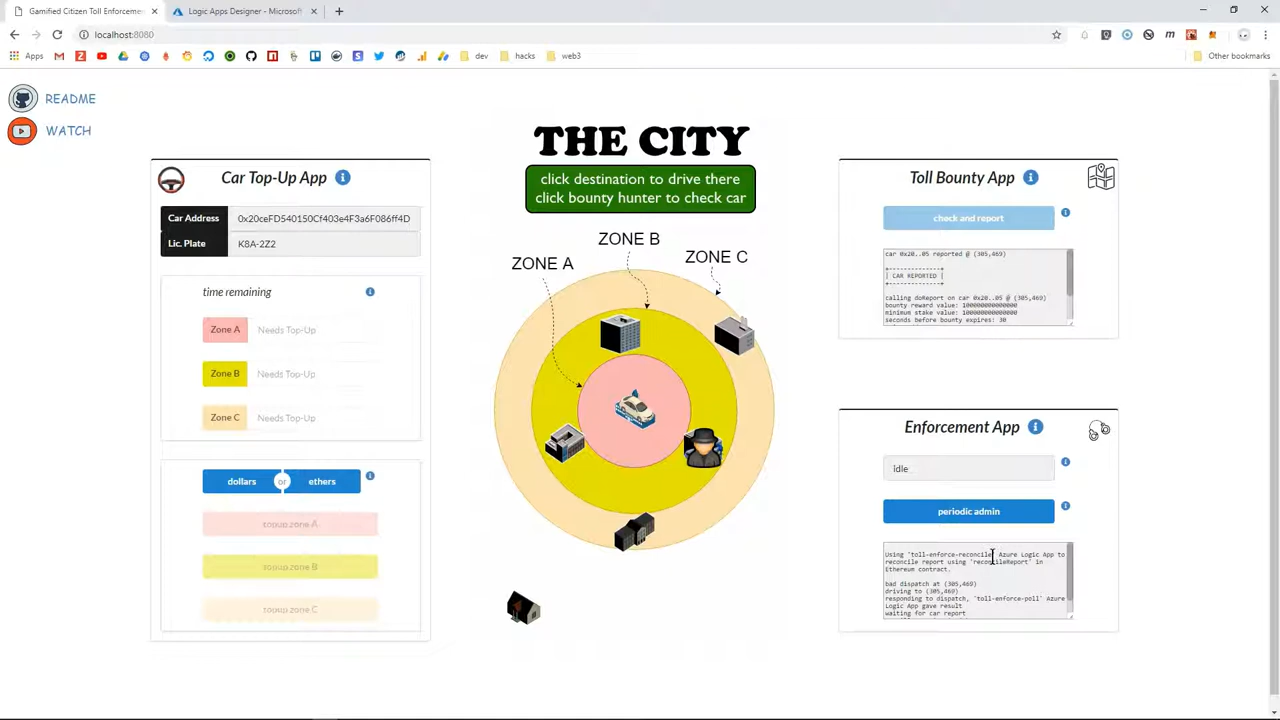 Gamified Citizen Toll Enforcemen
Logic Apps Designer - Microsoft
localhost:8080
Apps
dev
hacks
web3
Other bookmarks
README
WATCH
Car Top-Up App
Car Address
0x20ceFD540150Cf403e4F3a6F086ff4D
Lic. Plate
K8A-2Z2
time remaining
Zone A
Needs Top-Up
Zone B
Needs Top-Up
Zone C
Needs Top-Up
dollars
or
ethers
topup zone A
topup zone B
topup zone C
THE CITY
click destination to drive there
click bounty hunter to check car
ZONE A
ZONE B
ZONE C
Toll Bounty App
check and report
car 0x20..05 reported @ (305,469)
| CAR REPORTED |
calling doReport on car 0x20..05 @ (305,469)
bounty reward value: 100000000000000
minimum stake value: 10000000000000
seconds before bounty expires: 30
Enforcement App
idle
periodic admin
Using 'toll-enforce-reconcile' Azure Logic App to
reconcile report using 'reconcileReport' in
Ethereum contract.
bad dispatch at (305,469)
driving to (305,469)
responding to dispatch, 'toll-enforce-poll' Azure
Logic App gave result
waiting for car report